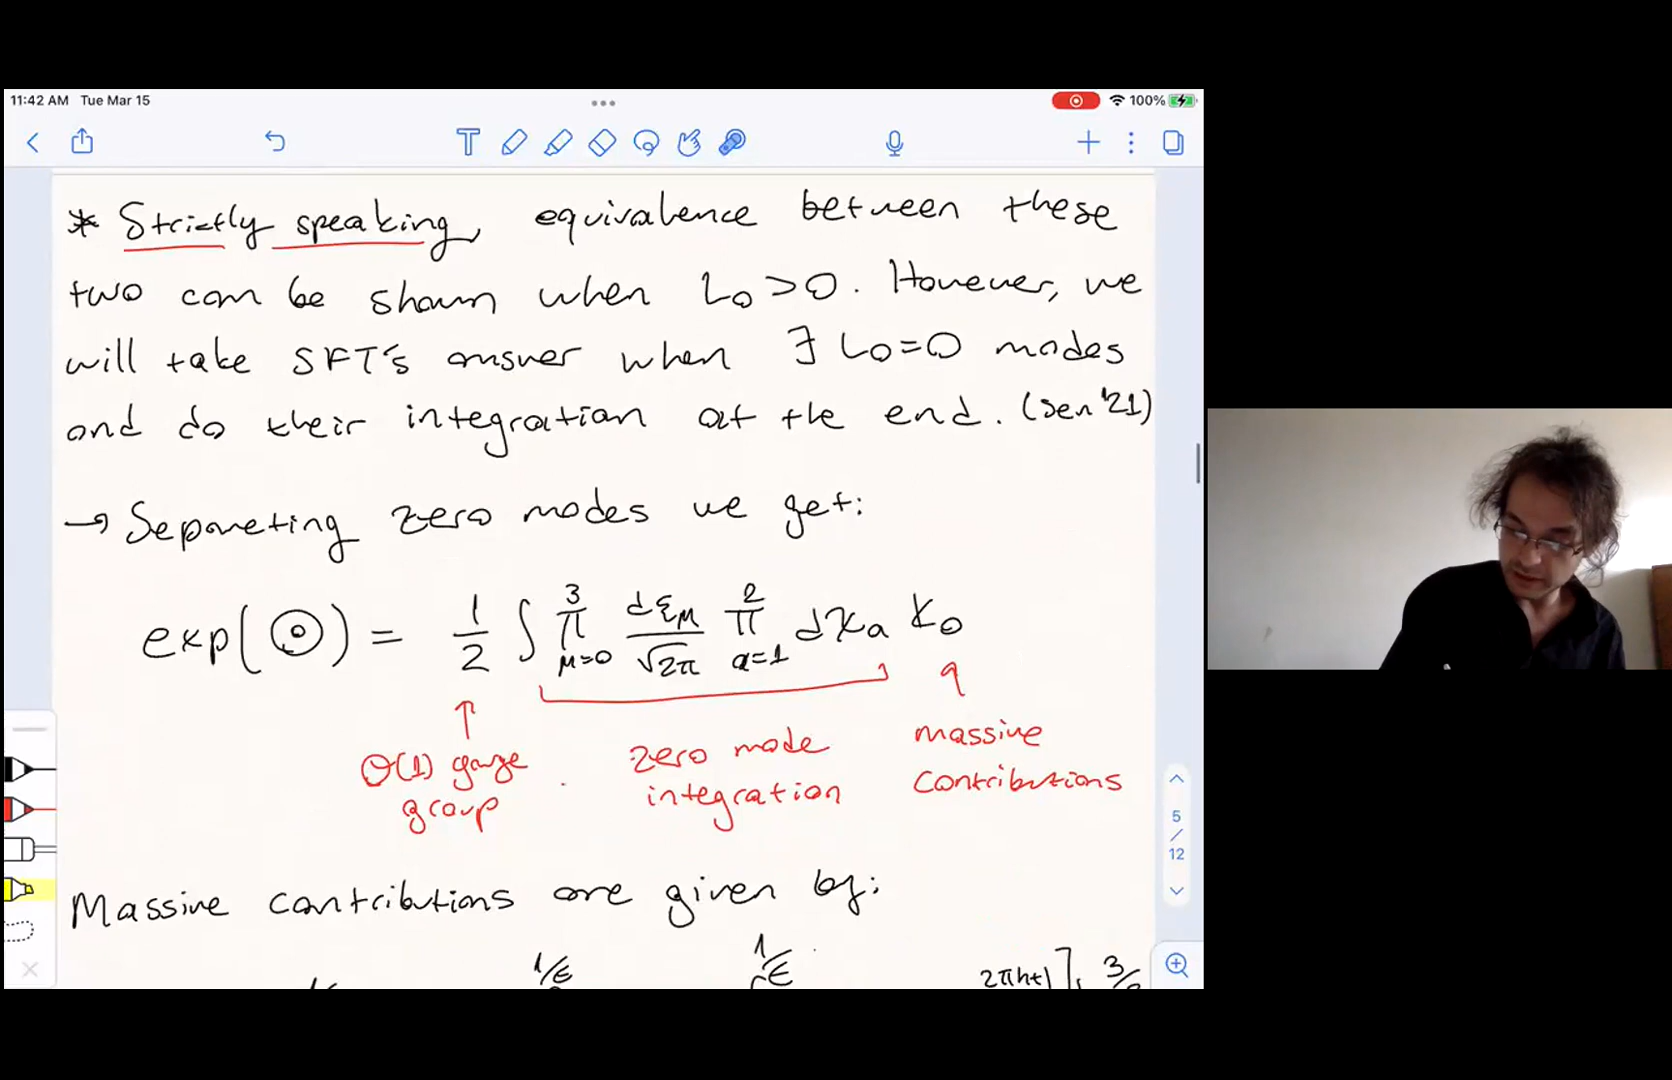 11:42 AM Tue Mar 15
100%
* Strictly speaking, equivalence between these
two can be shown when L₀>0. However, we
will take SFT's answer when ∃ L₀=0 modes
and do their integration at the end. (Sen '21)
→ Separating zero modes we get:
exp(⊙) = 1/2 ∫ ∏_{μ=0}^{3} dξ_μ/√2π ∏_{a=1}^{2} dχ_a K₀
O(1) gauge group
zero mode integration
massive contributions
5 / 12
Massive contributions are given by:
1/ε 1/ε